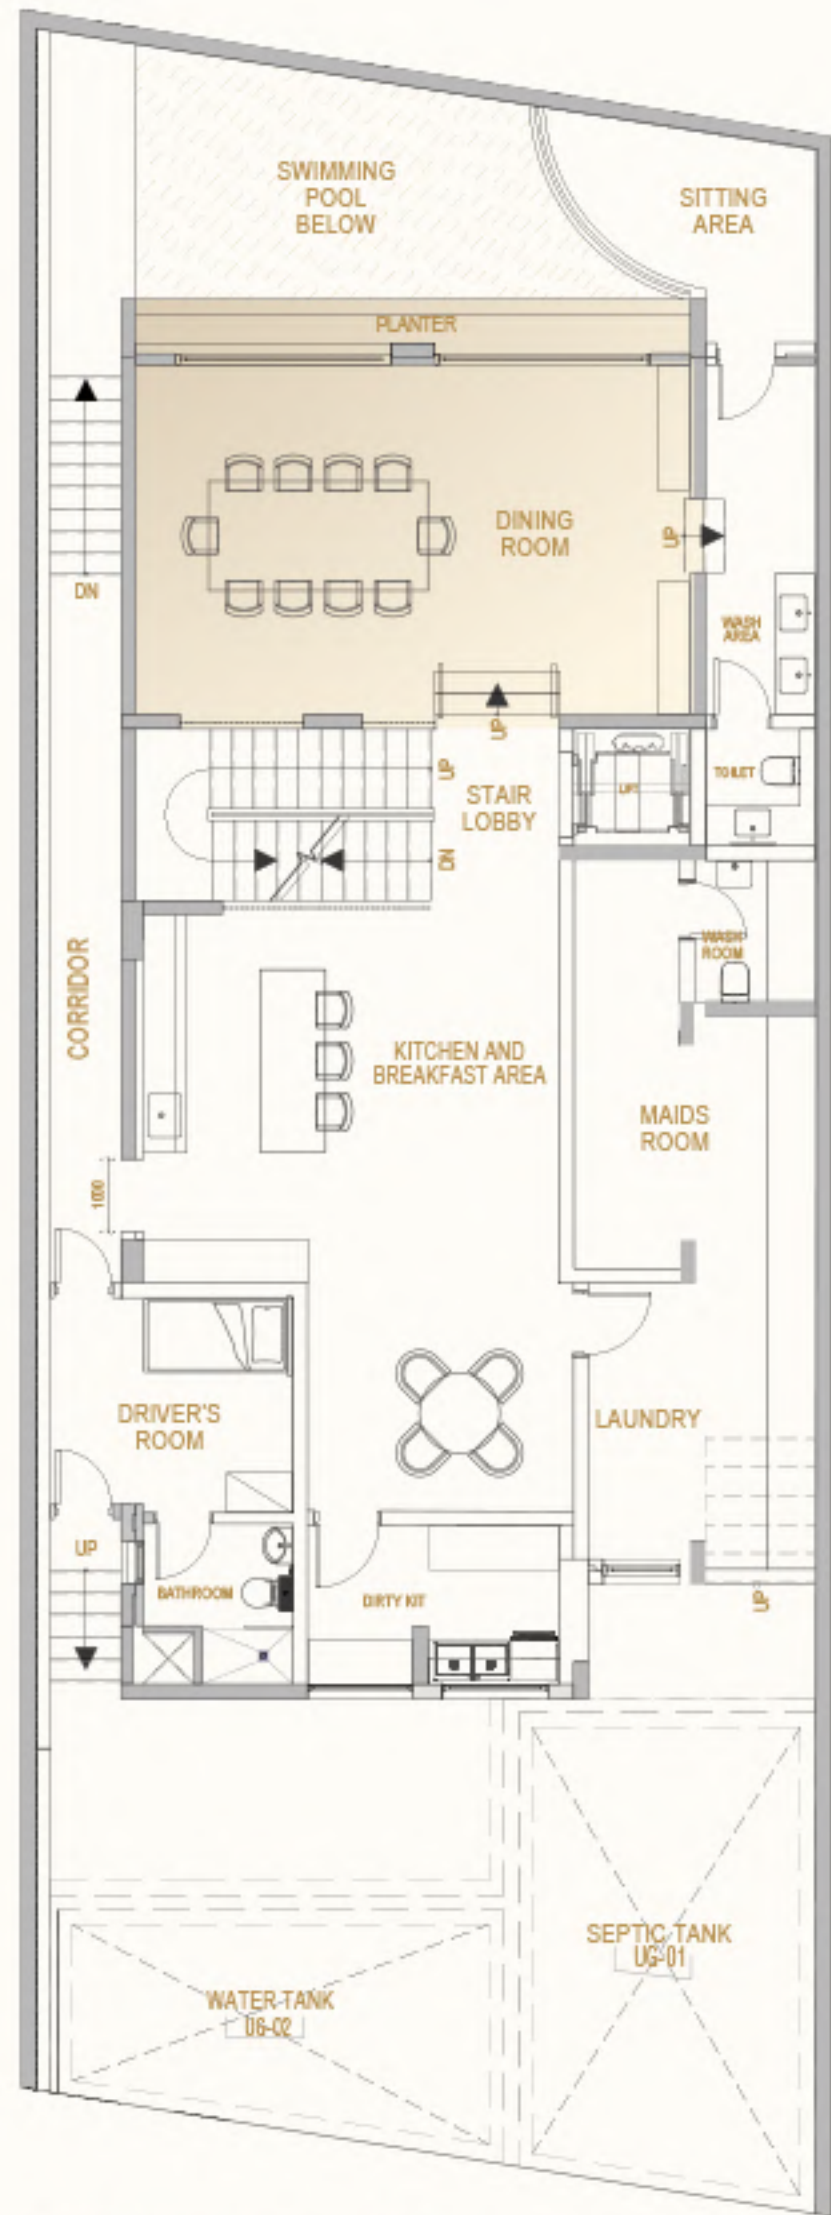 SWIMMING
POOL
BELOW
SITTING
AREA
PLANTER
DINING
ROOM
UP
DN
WASH
AREA
UP
UP
STAIR
LOBBY
LIFT
TOILET
DN
CORRIDOR
WASH
ROOM
KITCHEN AND
BREAKFAST AREA
MAIDS
ROOM
1000
DRIVER'S
ROOM
LAUNDRY
UP
BATHROOM
DIRTY KIT
UP
SEPTIC TANK
UG-01
WATER TANK
UG-02